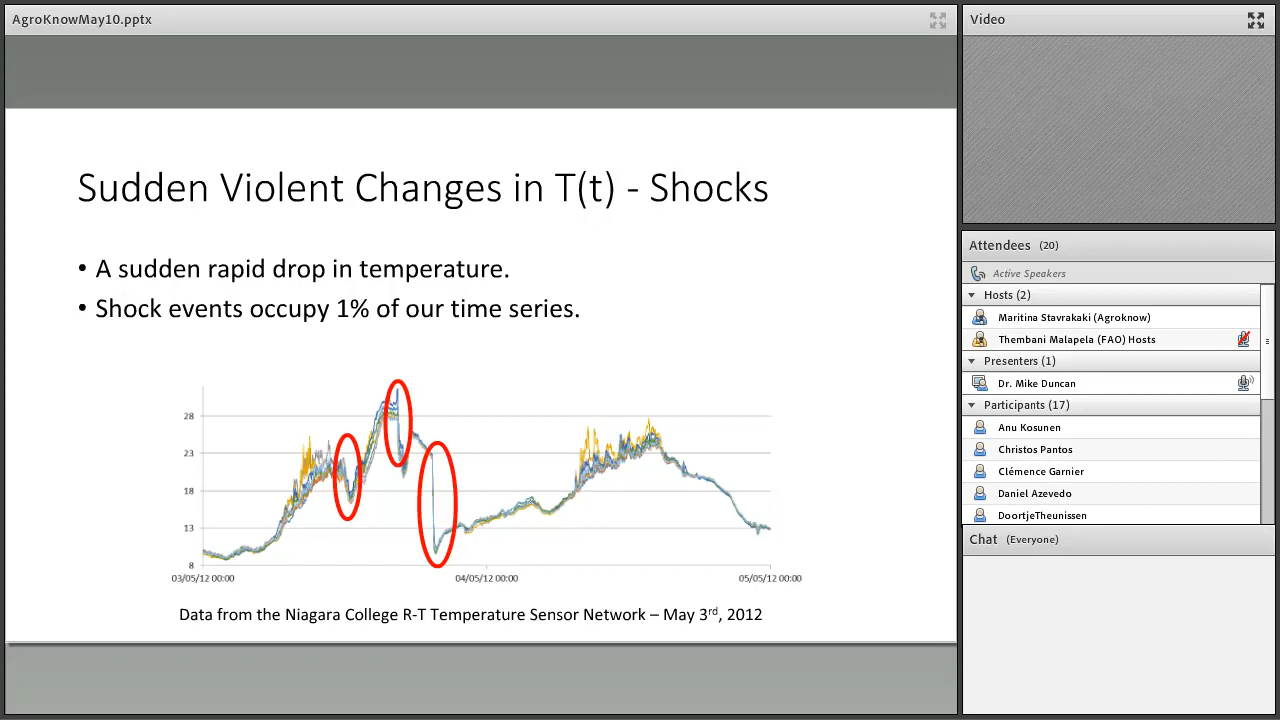 AgroKnowMay10.pptx
Sudden Violent Changes in T(t) - Shocks
• A sudden rapid drop in temperature.
• Shock events occupy 1% of our time series.
28
23
18
13
8
03/05/12 00:00
04/05/12 00:00
05/05/12 00:00
Data from the Niagara College R-T Temperature Sensor Network – May 3rd, 2012
Video
Attendees (20)
Active Speakers
Hosts (2)
Maritina Stavrakaki (Agroknow)
Thembani Malapela (FAO) Hosts
Presenters (1)
Dr. Mike Duncan
Participants (17)
Anu Kosunen
Christos Pantos
Clémence Garnier
Daniel Azevedo
DoortjeTheunissen
Chat (Everyone)